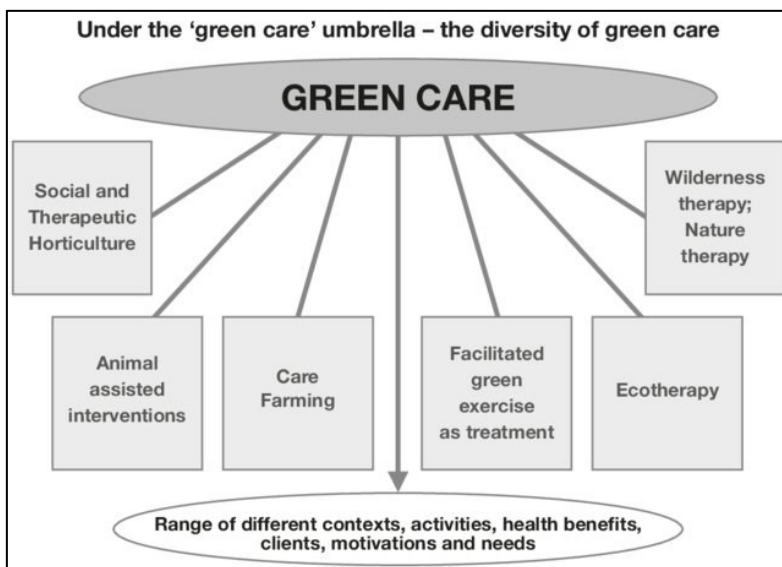 Under the ‘green care’ umbrella – the diversity of green care
GREEN CARE
Social and
Therapeutic
Horticulture
Animal
assisted
interventions
Care
Farming
Facilitated
green
exercise
as treatment
Ecotherapy
Wilderness
therapy;
Nature
therapy
Range of different contexts, activities, health benefits,
clients, motivations and needs